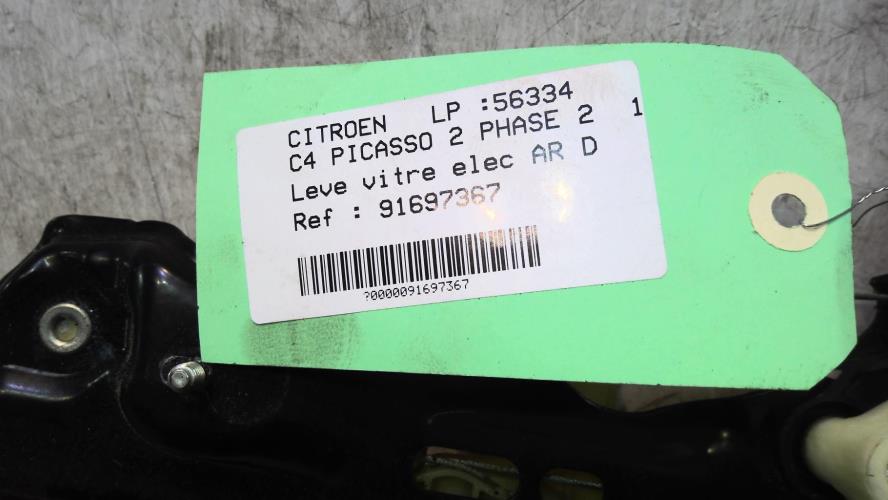 CITROEN LP :56334
C4 PICASSO 2 PHASE 2 1
Leve vitre elec AR D
Ref : 91697367
?0000091697367